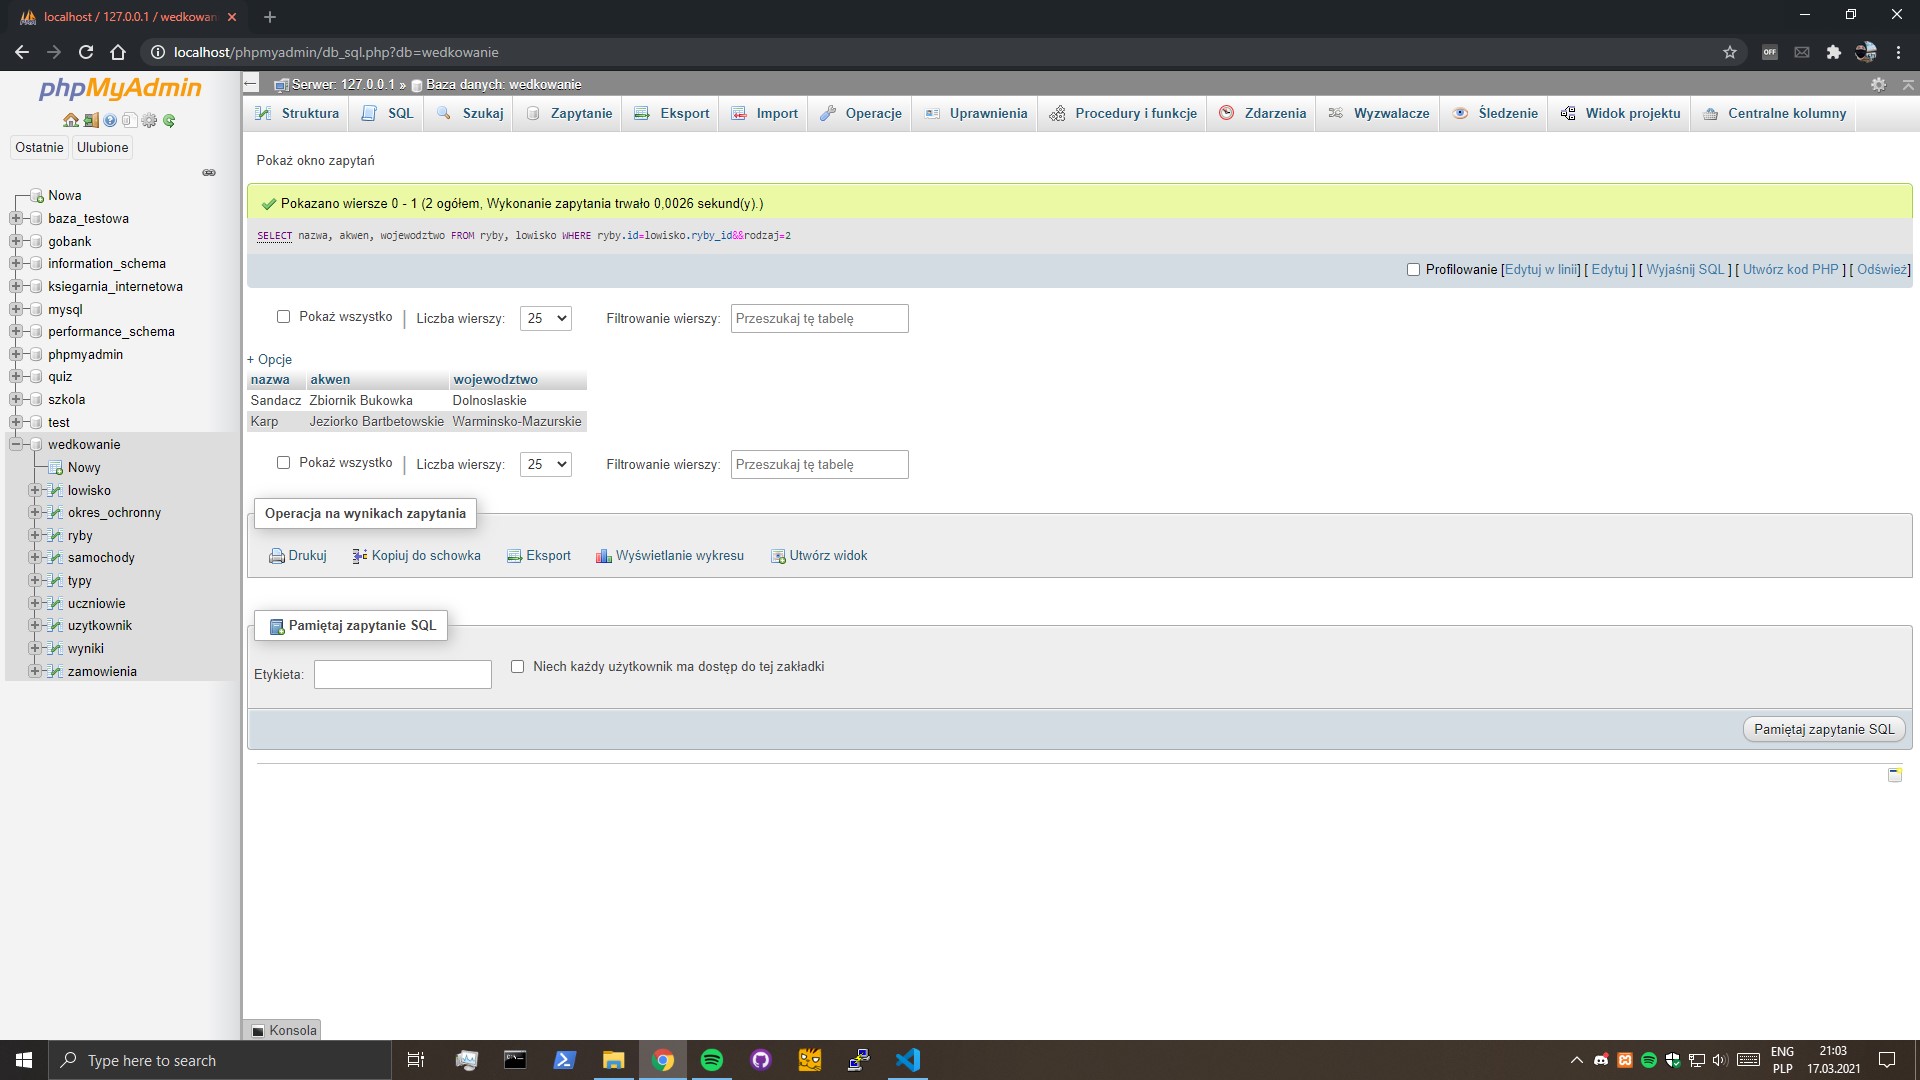 localhost / 127.0.0.1 / wedkowan
localhost/phpmyadmin/db_sql.php?db=wedkowanie
OFF
phpMyAdmin
Ostatnie
Ulubione
Nowa
baza_testowa
gobank
information_schema
ksiegarnia_internetowa
mysql
performance_schema
phpmyadmin
quiz
szkola
test
wedkowanie
Nowy
lowisko
okres_ochronny
ryby
samochody
typy
uczniowie
uzytkownik
wyniki
zamowienia
Serwer: 127.0.0.1 » Baza danych: wedkowanie
Struktura SQL Szukaj Zapytanie Eksport Import Operacje Uprawnienia Procedury i funkcje Zdarzenia Wyzwalacze Śledzenie Widok projektu Centralne kolumny
Pokaż okno zapytań
Pokazano wiersze 0 - 1 (2 ogółem, Wykonanie zapytania trwało 0,0026 sekund(y).)
SELECT nazwa, akwen, wojewodztwo FROM ryby, lowisko WHERE ryby.id=lowisko.ryby_id&&rodzaj=2
Profilowanie [Edytuj w linii] [ Edytuj ] [ Wyjaśnij SQL ] [ Utwórz kod PHP ] [ Odśwież]
Pokaż wszystko | Liczba wierszy: 25 Filtrowanie wierszy: Przeszukaj tę tabelę
+ Opcje
nazwa akwen wojewodztwo
Sandacz Zbiornik Bukowka Dolnoslaskie
Karp Jeziorko Bartbetowskie Warminsko-Mazurskie
Pokaż wszystko | Liczba wierszy: 25 Filtrowanie wierszy: Przeszukaj tę tabelę
Operacja na wynikach zapytania
Drukuj Kopiuj do schowka Eksport Wyświetlanie wykresu Utwórz widok
Pamiętaj zapytanie SQL
Etykieta: Niech każdy użytkownik ma dostęp do tej zakładki
Pamiętaj zapytanie SQL
Konsola
Type here to search
ENG
PLP
21:03
17.03.2021